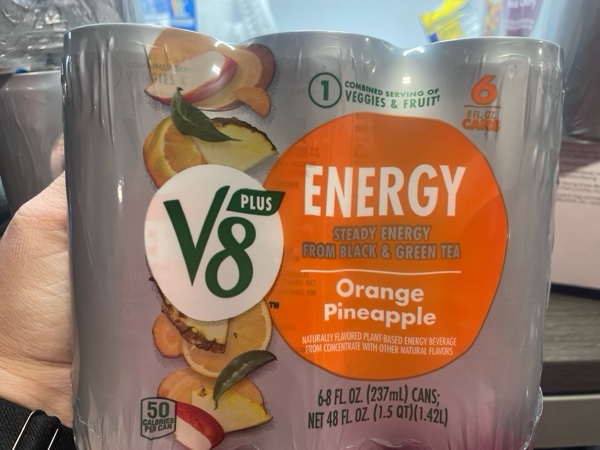 1 COMBINED SERVING OF
VEGGIES & FRUIT†
6
8 FL. OZ.
CANS
V8 PLUS
ENERGY
STEADY ENERGY
FROM BLACK & GREEN TEA
Orange
Pineapple
NATURALLY FLAVORED PLANT-BASED ENERGY BEVERAGE
FROM CONCENTRATE WITH OTHER NATURAL FLAVORS
™
50
CALORIES
PER CAN
6-8 FL. OZ. (237mL) CANS;
NET 48 FL OZ. (1.5 QT)(1.42L)